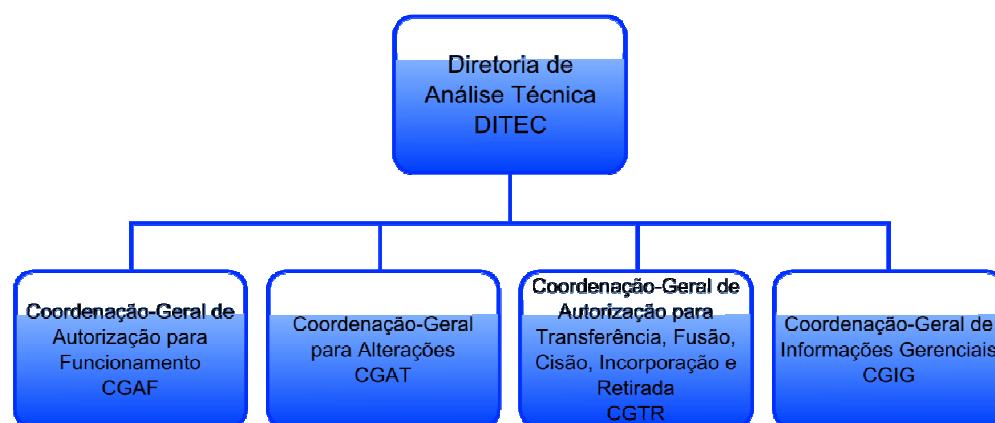 Diretoria de
Análise Técnica
DITEC
Coordenação-Geral de
Autorização para
Funcionamento
CGAF
Coordenação-Geral
para Alterações
CGAT
Coordenação-Geral de
Autorização para
Transferência, Fusão,
Cisão, Incorporação e
Retirada
CGTR
Coordenação-Geral de
Informações Gerenciais
CGIG